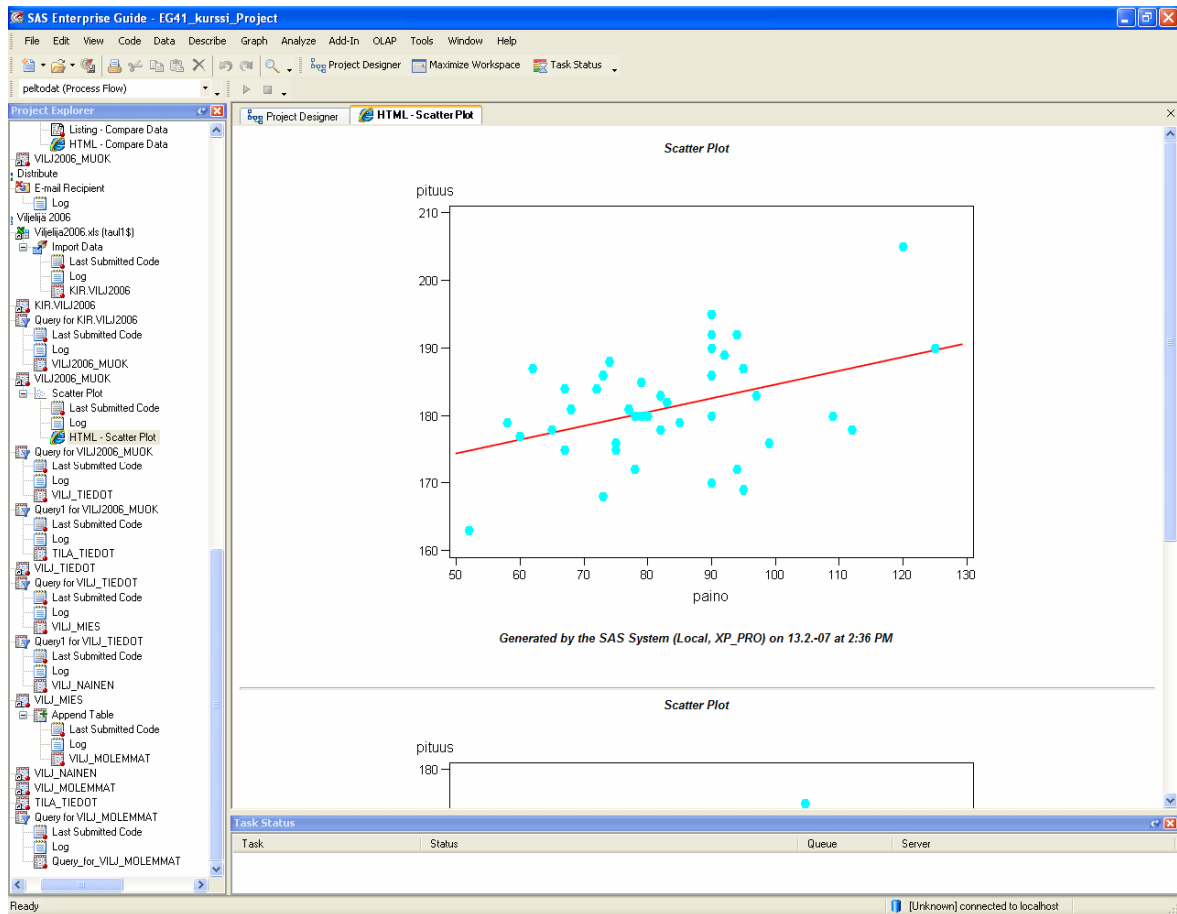 SAS Enterprise Guide - EG41_kurssi_Project
File Edit View Code Data Describe Graph Analyze Add-In OLAP Tools Window Help
Project Designer Maximize Workspace Task Status
peltodat (Process Flow)
Project Explorer
Listing - Compare Data
HTML - Compare Data
VILJ2006_MUOK
Distribute
E-mail Recipient
Log
Viljelijä 2006
Viljelija2006.xls (taul1$)
Import Data
Last Submitted Code
Log
KIR.VILJ2006
KIR.VILJ2006
Query for KIR.VILJ2006
Last Submitted Code
Log
VILJ2006_MUOK
VILJ2006_MUOK
Scatter Plot
Last Submitted Code
Log
HTML - Scatter Plot
Query for VILJ2006_MUOK
Last Submitted Code
Log
VILJ_TIEDOT
Query1 for VILJ2006_MUOK
Last Submitted Code
Log
TILA_TIEDOT
VILJ_TIEDOT
Query for VILJ_TIEDOT
Last Submitted Code
Log
VILJ_MIES
Query1 for VILJ_TIEDOT
Last Submitted Code
Log
VILJ_NAINEN
VILJ_MIES
Append Table
Last Submitted Code
Log
VILJ_MOLEMMAT
VILJ_NAINEN
VILJ_MOLEMMAT
TILA_TIEDOT
Query for VILJ_MOLEMMAT
Last Submitted Code
Log
Query_for_VILJ_MOLEMMAT
Project Designer HTML - Scatter Plot
Scatter Plot
pituus
210
200
190
180
170
160
50 60 70 80 90 100 110 120 130
paino
Generated by the SAS System (Local, XP_PRO) on 13.2.-07 at 2:36 PM
Scatter Plot
pituus
180
Task Status
Task Status Queue Server
Ready
[Unknown] connected to localhost